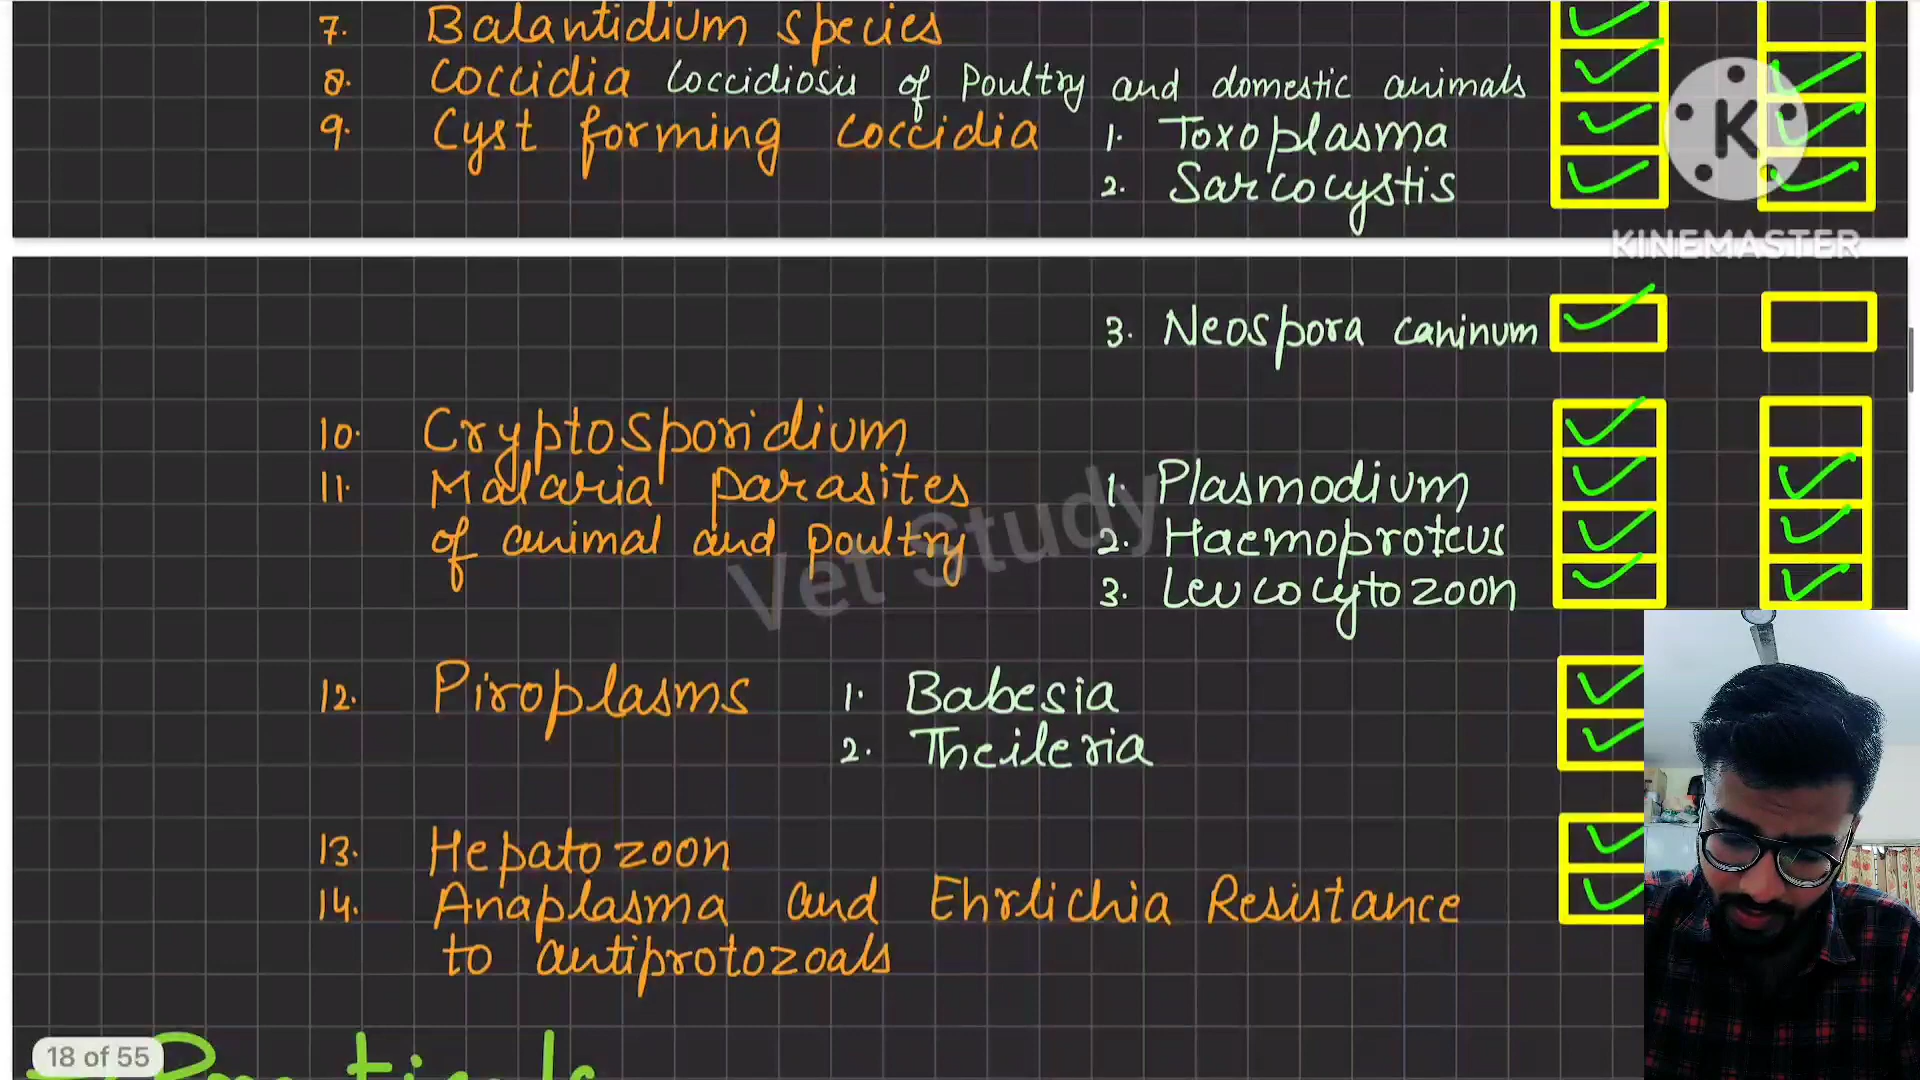 7. Balantidium species
8. Coccidia Coccidiosis of Poultry and domestic animals
9. Cyst forming coccidia 1. Toxoplasma
2. Sarcocystis
K
KINEMASTER
3. Neospora caninum
10. Cryptosporidium
11. Malaria parasites 1. Plasmodium
of animal and poultry 2. Haemoproteus
3. Leucocytozoon
Vet Study
12. Piroplasms 1. Babesia
2. Theileria
13. Hepatozoon
14. Anaplasma and Ehrlichia Resistance
to antiprotozoals
18 of 55